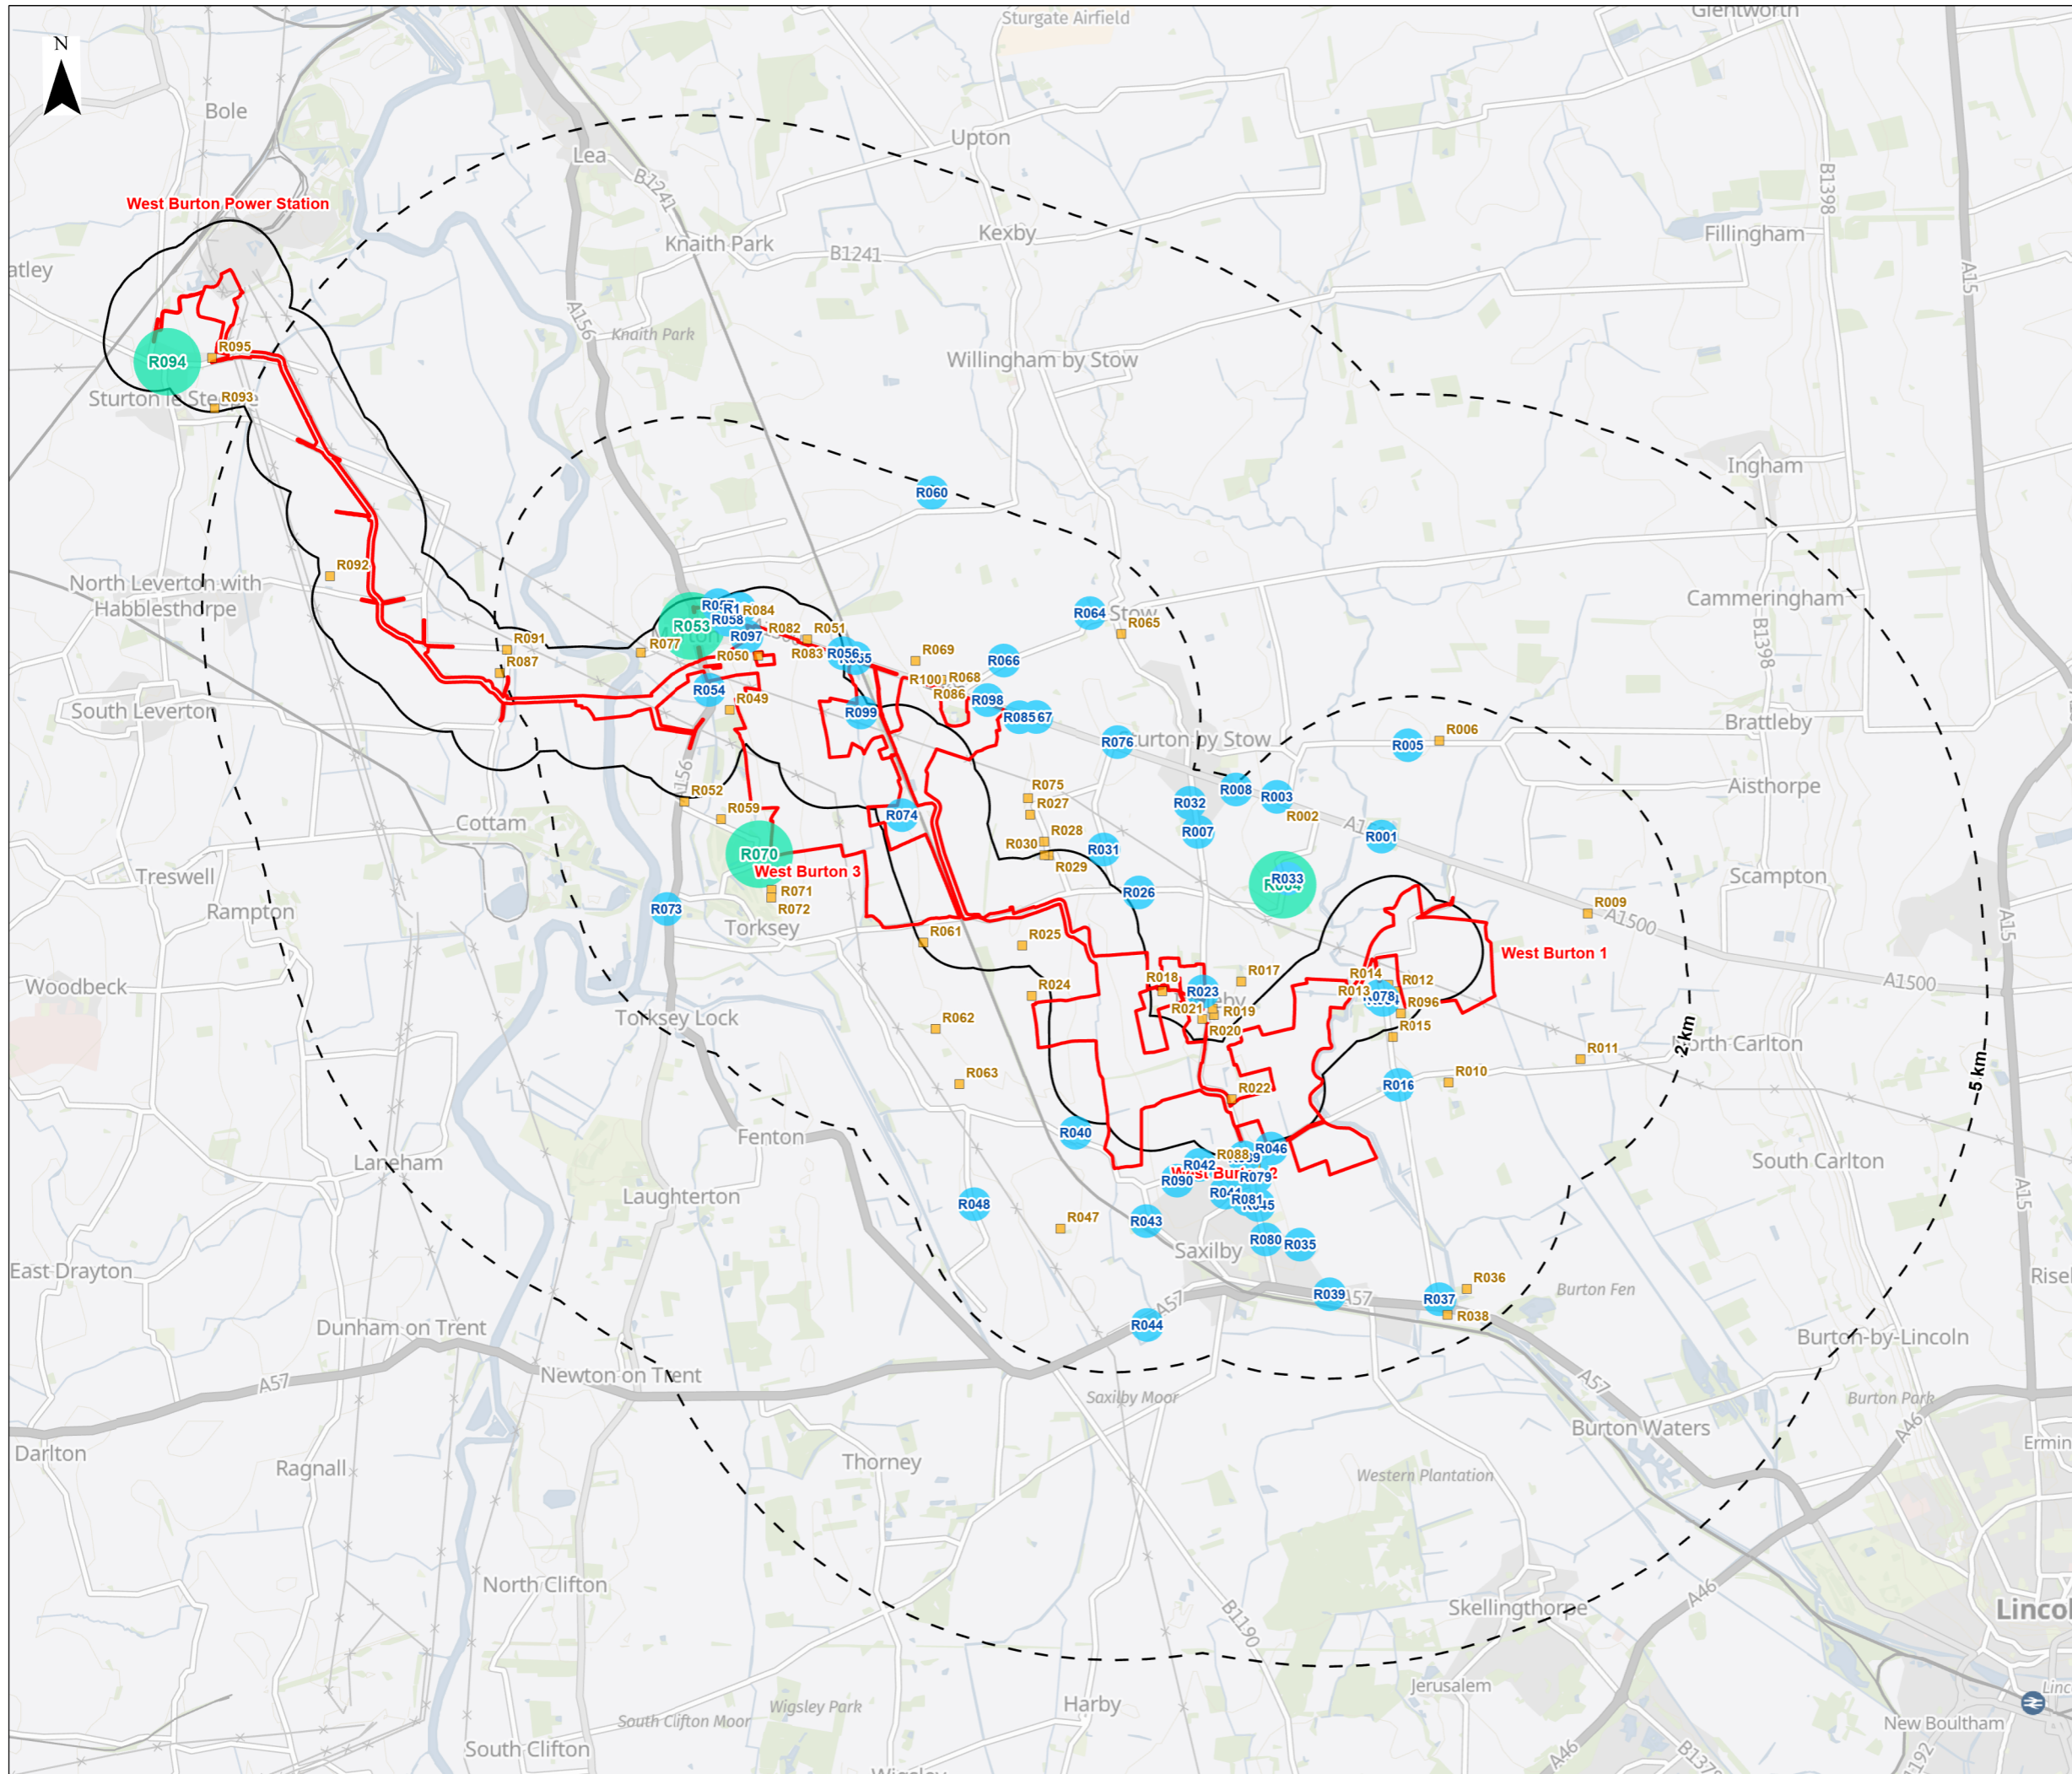 Sturgate Airfield
Glentworth
N
Bole
Upton
Lea
B1241
B1398
West Burton Power Station
Knaith Park
Kexby
B1241
Fillingham
A15
A156
Knaith Park
Willingham by Stow
R095
R094
R093
Sturton le Steeple
Ingham
R060
R092
North Leverton with
Habblesthorpe
Cammeringham
B1398
R084
R058
R053
R064
Stow
R065
R091
R077
R097
R082
R051
R050
R083
R056
R069
R066
R087
R100
R068
R086
R054
R049
R098
R099
R085
67
South Leverton
Brattleby
R076
R005
R006
R052
A156
R075
R008
R003
Aisthorpe
R032
R059
R074
R027
R002
Cottam
R007
R001
R028
R030
R031
R029
R070
West Burton 3
Treswell
R033
Scampton
R071
R072
R026
Rampton
R073
Torksey
R009
A1500
R061
R025
West Burton 1
Woodbeck
R018
R017
R014
R012
A1500
R024
R023
R013
R078
R096
R021
R019
Torksey Lock
R062
R020
R015
2 km
R011
R063
R010
5 km
R022
R016
Fenton
R040
R046
Laneham
R088
R042
South Carlton
R090
R079
Laughterton
R048
R081
A15
R043
R047
R080
R035
Saxilby
East Drayton
R036
Burton Fen
R039
A57
R037
R038
A57
R044
Dunham on Trent
Burton-by-Lincoln
Newton on Trent
A57
A57
Saxilby Moor
Burton Park
Burton Waters
A46
Darlton
Ragnall
Thorney
Western Plantation
North Clifton
A46
Skellingthorpe
B1190
Jerusalem
Harby
Wigsley Park
South Clifton Moor
New Boultham
South Clifton
A46
Wigsley